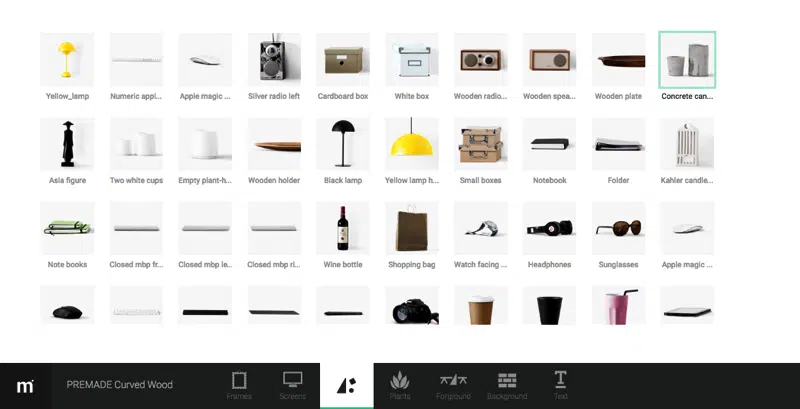 Yellow_lamp
Numeric appl...
Apple magic ...
Silver radio left
Cardboard box
White box
Wooden radio...
Wooden spea...
Wooden plate
Concrete can...
Asia figure
Two white cups
Empty plant-h...
Wooden holder
Black lamp
Yellow lamp h...
Small boxes
Notebook
Folder
Kahler candle...
Note books
Closed mbp fr...
Closed mbp le...
Closed mbp ri...
Wine bottle
Shopping bag
Watch facing ...
Headphones
Sunglasses
Apple magic ...
m
PREMADE Curved Wood
Frames
Screens
Plants
Forground
Background
Text